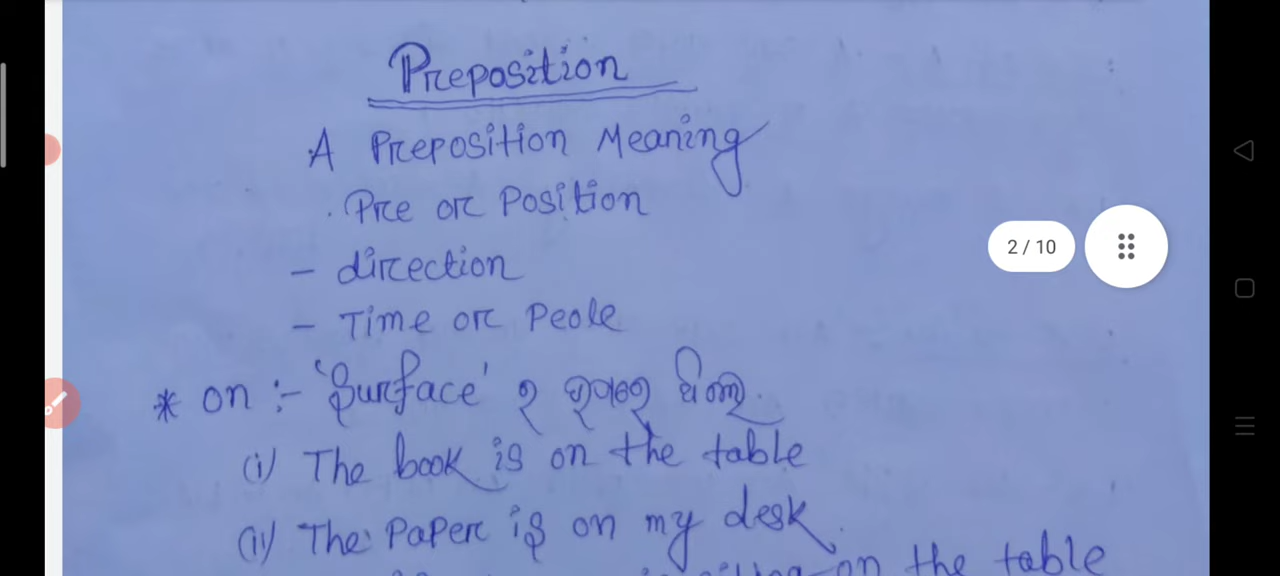 Preposition
A Preposition Meaning
. Pre or Position
- direction
- Time or Peole
2 / 10
* on :- 'Surface' ର ଉପରେ ଥିଲେ.
(i) The book is on the table
(ii) The Paper is on my desk.
on the table